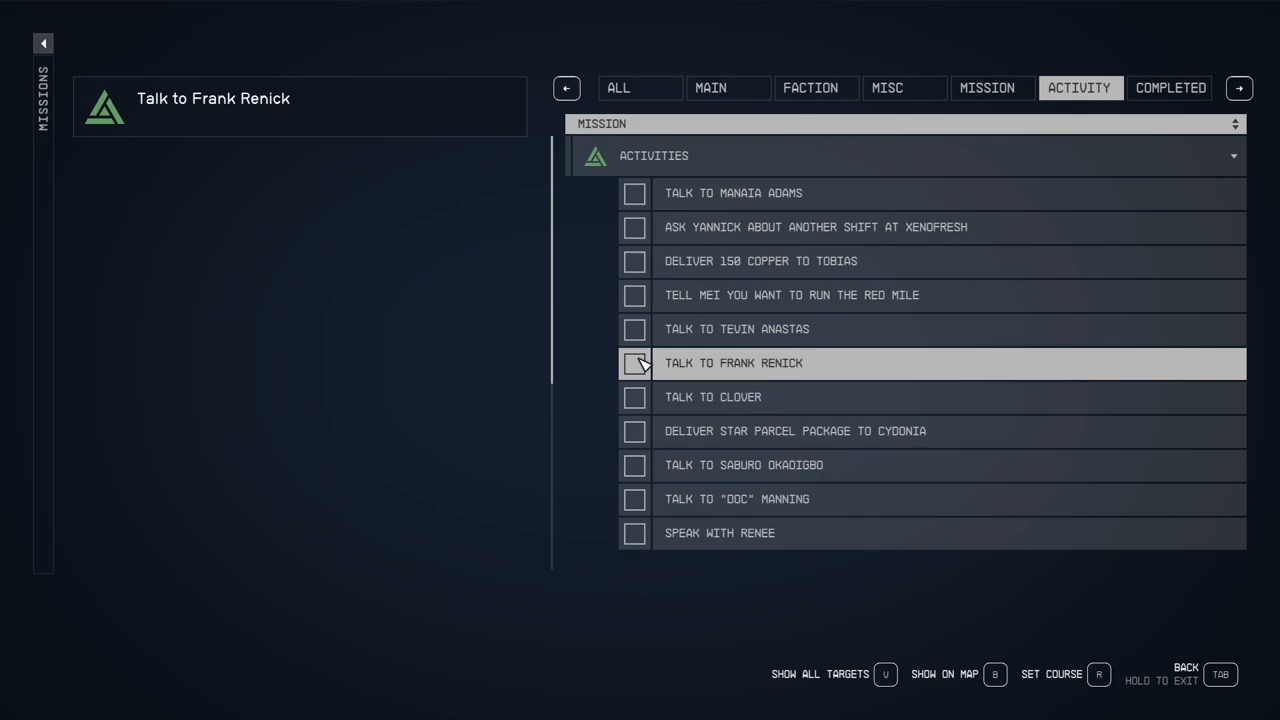 MISSIONS
Talk to Frank Renick
ALL MAIN FACTION MISC MISSION ACTIVITY COMPLETED
MISSION
ACTIVITIES
TALK TO MANAIA ADAMS
ASK YANNICK ABOUT ANOTHER SHIFT AT XENOFRESH
DELIVER 150 COPPER TO TOBIAS
TELL MEI YOU WANT TO RUN THE RED MILE
TALK TO TEVIN ANASTAS
TALK TO FRANK RENICK
TALK TO CLOVER
DELIVER STAR PARCEL PACKAGE TO CYDONIA
TALK TO SABURO OKADIGBO
TALK TO "DOC" MANNING
SPEAK WITH RENEE
SHOW ALL TARGETS V SHOW ON MAP B SET COURSE R BACK TAB
HOLD TO EXIT